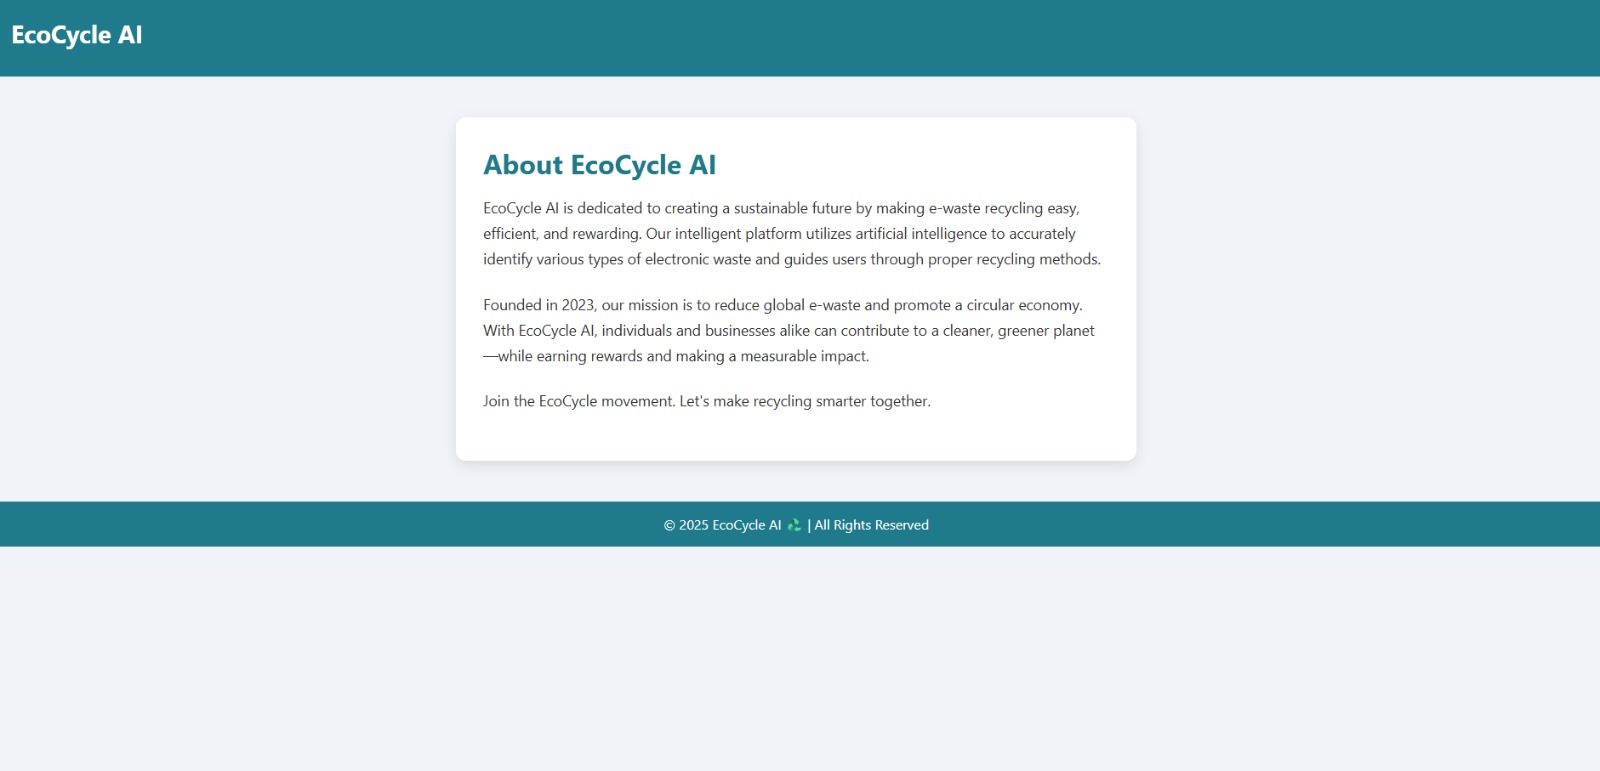 EcoCycle AI
About EcoCycle AI
EcoCycle AI is dedicated to creating a sustainable future by making e-waste recycling easy,
efficient, and rewarding. Our intelligent platform utilizes artificial intelligence to accurately
identify various types of electronic waste and guides users through proper recycling methods.
Founded in 2023, our mission is to reduce global e-waste and promote a circular economy.
With EcoCycle AI, individuals and businesses alike can contribute to a cleaner, greener planet
—while earning rewards and making a measurable impact.
Join the EcoCycle movement. Let's make recycling smarter together.
© 2025 EcoCycle AI ♻️ | All Rights Reserved